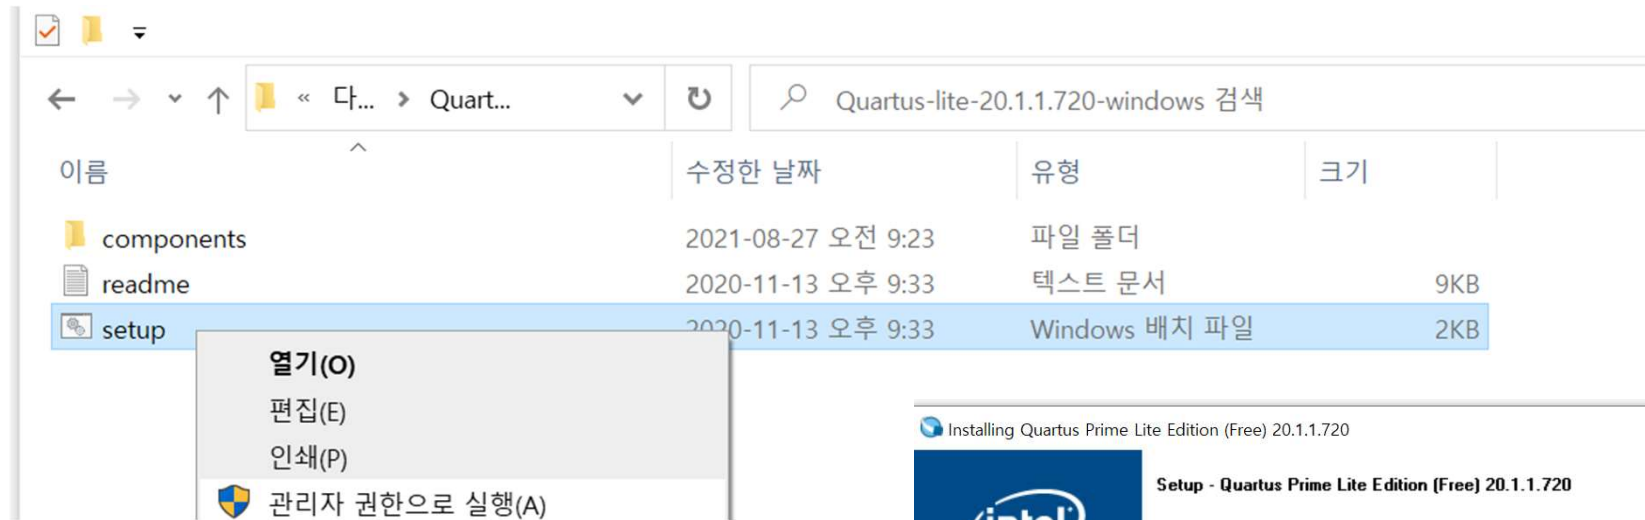 « 다... > Quart...
Quartus-lite-20.1.1.720-windows 검색
이름 수정한 날짜 유형 크기
components 2021-08-27 오전 9:23 파일 폴더
readme 2020-11-13 오후 9:33 텍스트 문서 9KB
setup 2020-11-13 오후 9:33 Windows 배치 파일 2KB
열기(O)
편집(E)
인쇄(P)
관리자 권한으로 실행(A)
Installing Quartus Prime Lite Edition (Free) 20.1.1.720
Setup - Quartus Prime Lite Edition (Free) 20.1.1.720
intel